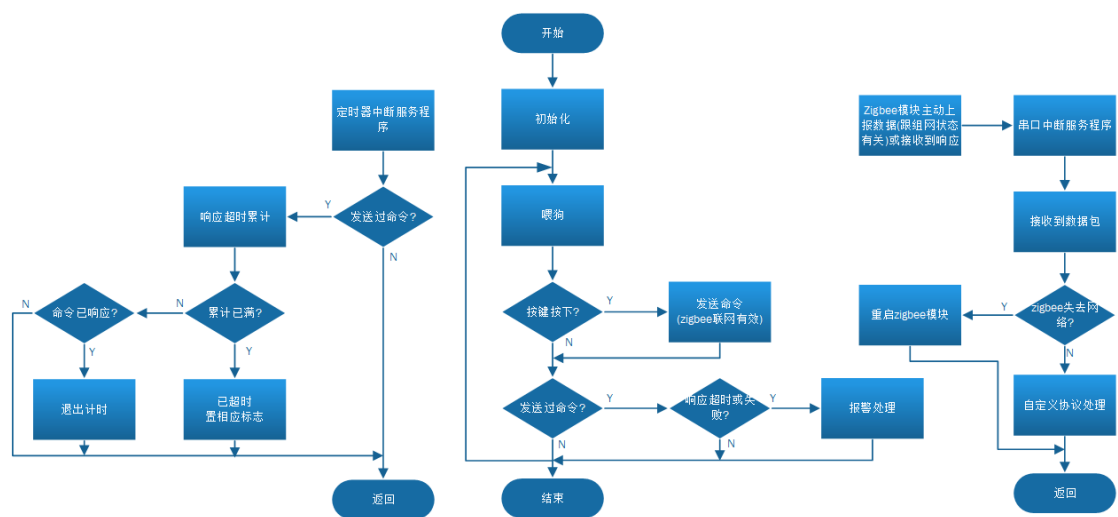 定时器中断服务程
序
发送过命令?
Y
N
响应超时累计
累计已满?
N
Y
命令已响应?
N
Y
退出计时
已超时
置相应标志
返回
开始
初始化
喂狗
按键按下?
Y
N
发送命令
(zigbee联网有效)
发送过命令?
Y
N
响应超时或失
败?
Y
N
报警处理
结束
Zigbee模块主动上
报数据(跟组网状态
有关)或接收到响应
串口中断服务程序
接收到数据包
zigbee失去网
络?
Y
N
重启zigbee模块
自定义协议处理
返回